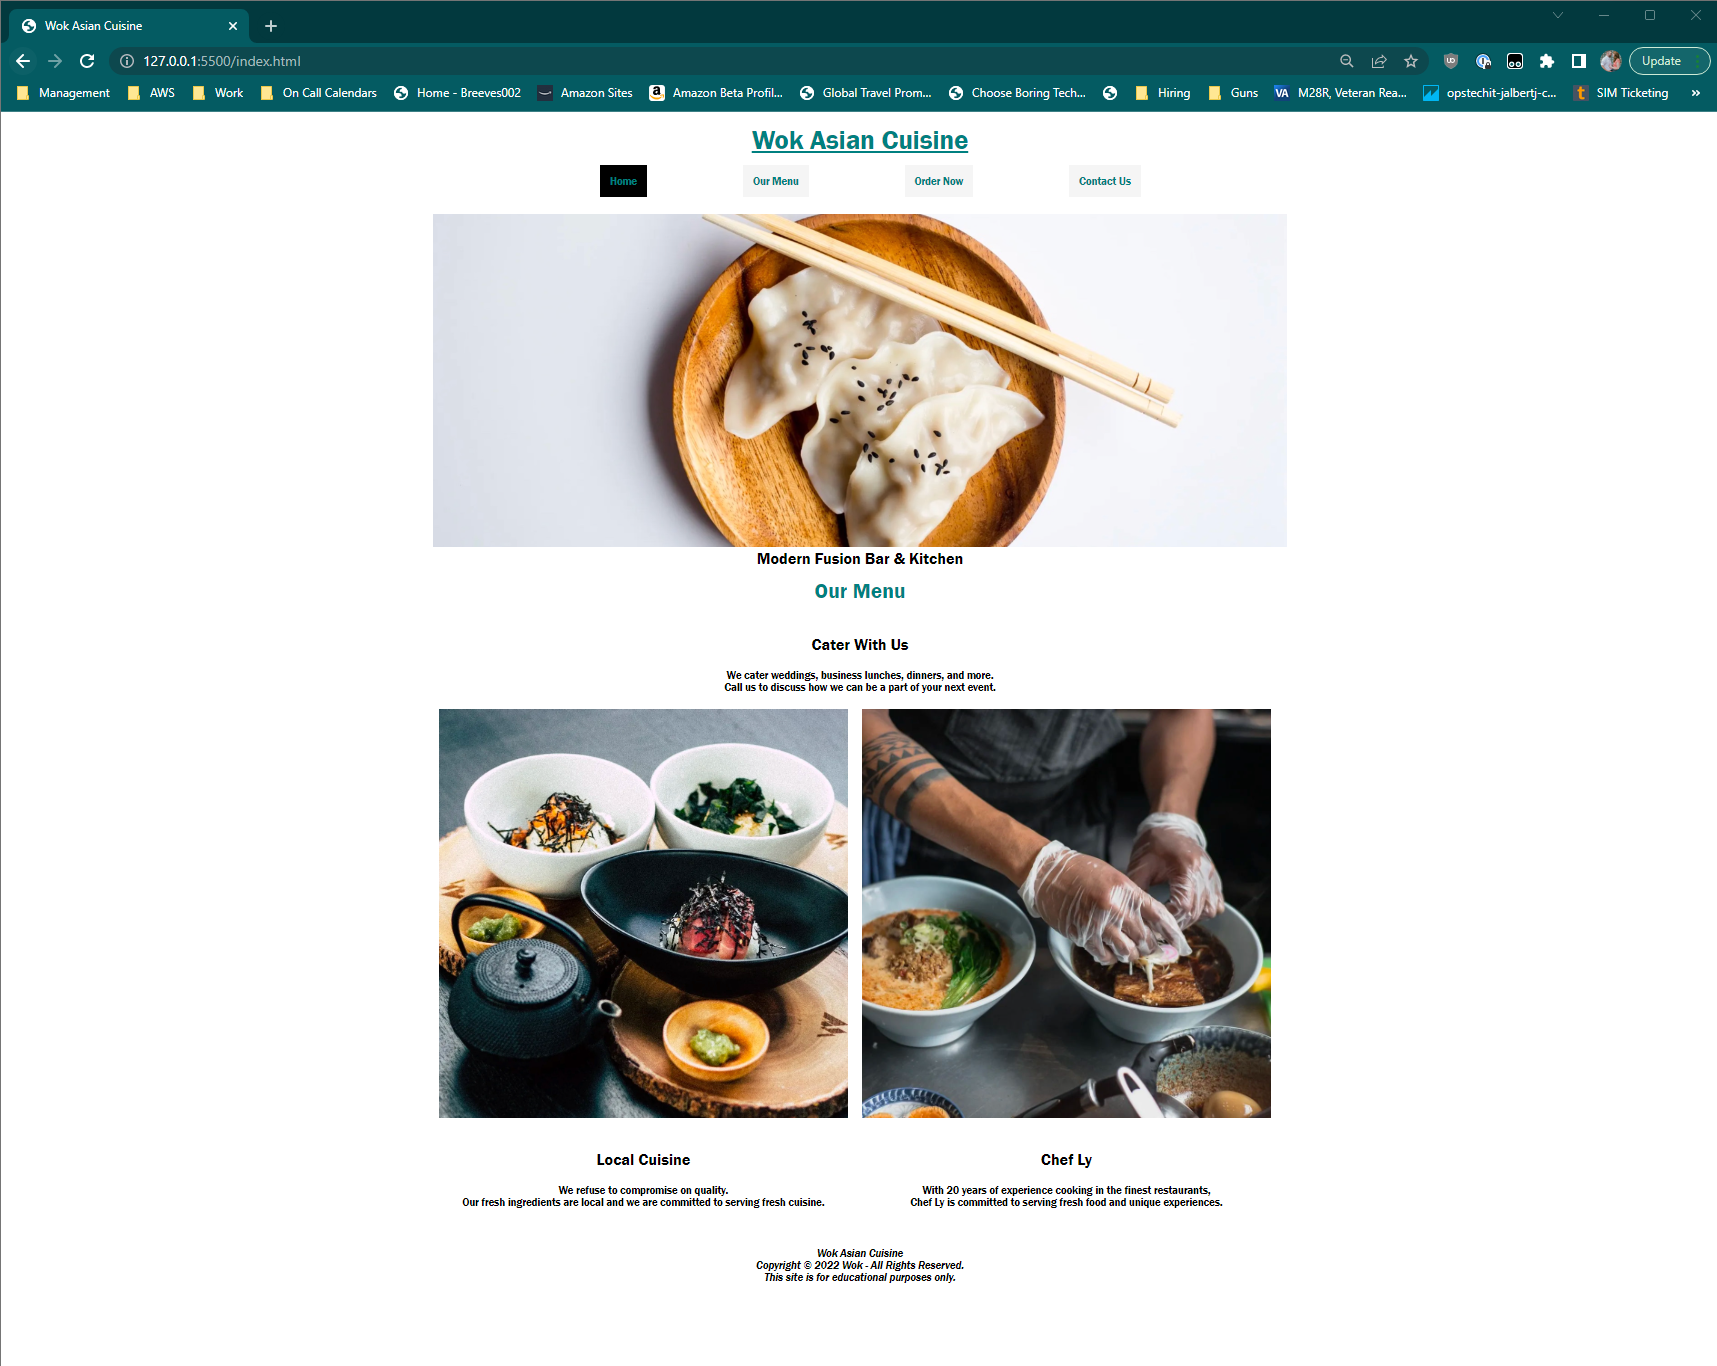 Wok Asian Cuisine
127.0.0.1:5500/index.html
Update
Management
AWS
Work
On Call Calendars
Home - Breeves002
Amazon Sites
Amazon Beta Profil...
Global Travel Prom...
Choose Boring Tech...
Hiring
Guns
VA
M28R, Veteran Rea...
opstechit-jalbertj-c...
SIM Ticketing
»
Wok Asian Cuisine
Home
Our Menu
Order Now
Contact Us
Modern Fusion Bar & Kitchen
Our Menu
Cater With Us
We cater weddings, business lunches, dinners, and more.
Call us to discuss how we can be a part of your next event.
Local Cuisine
We refuse to compromise on quality.
Our fresh ingredients are local and we are committed to serving fresh cuisine.
Chef Ly
With 20 years of experience cooking in the finest restaurants,
Chef Ly is committed to serving fresh food and unique experiences.
Wok Asian Cuisine
Copyright © 2022 Wok - All Rights Reserved.
This site is for educational purposes only.